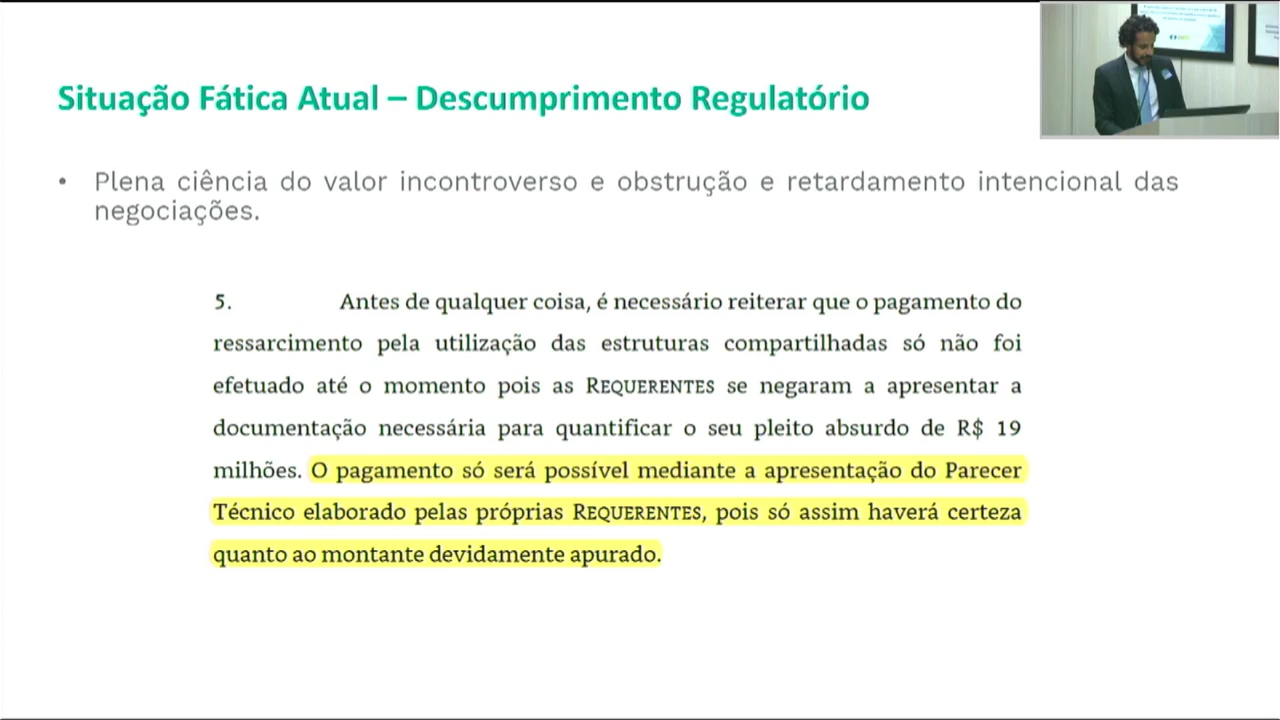 Situação Fática Atual – Descumprimento Regulatório
• Plena ciência do valor incontroverso e obstrução e retardamento intencional das
negociações.
5. Antes de qualquer coisa, é necessário reiterar que o pagamento do
ressarcimento pela utilização das estruturas compartilhadas só não foi
efetuado até o momento pois as REQUERENTES se negaram a apresentar a
documentação necessária para quantificar o seu pleito absurdo de R$ 19
milhões. O pagamento só será possível mediante a apresentação do Parecer
Técnico elaborado pelas próprias REQUERENTES, pois só assim haverá certeza
quanto ao montante devidamente apurado.